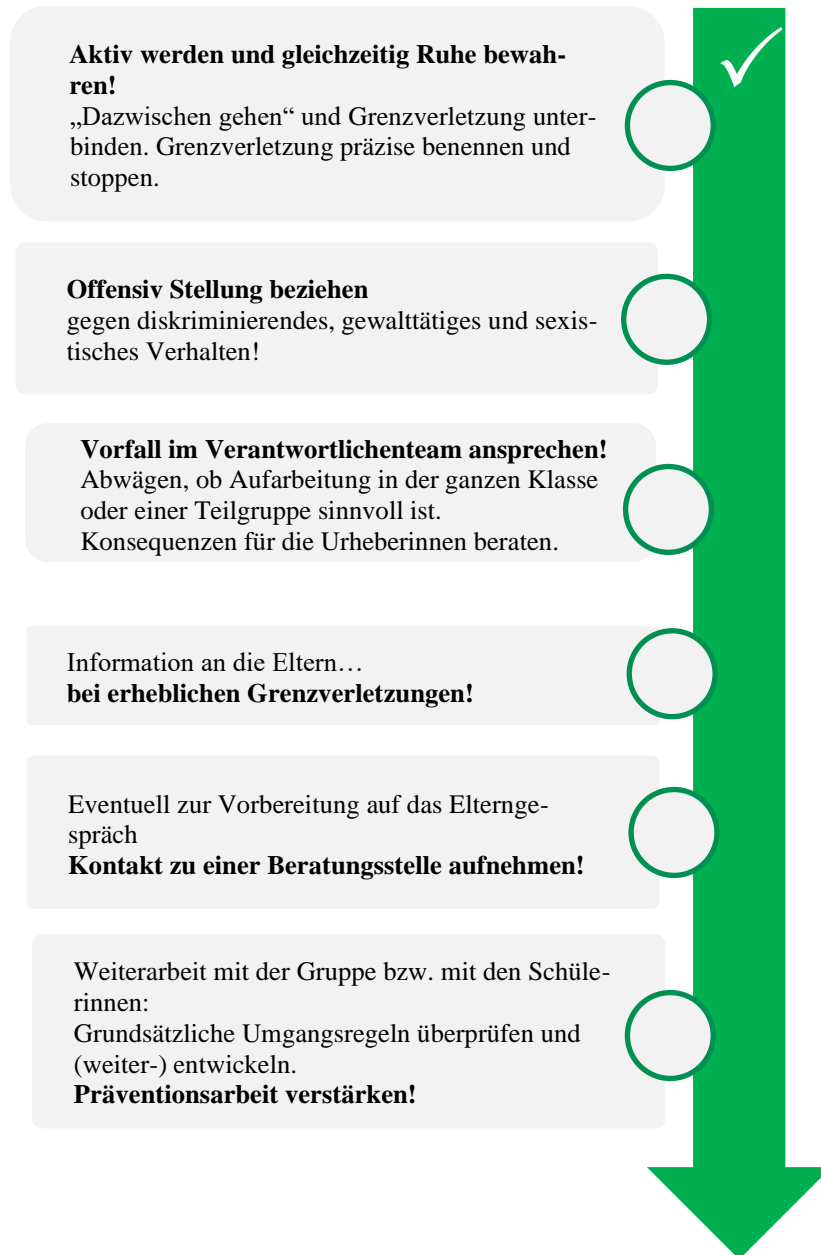 Aktiv werden und gleichzeitig Ruhe bewah-
ren!
„Dazwischen gehen“ und Grenzverletzung unter-
binden. Grenzverletzung präzise benennen und
stoppen.
Offensiv Stellung beziehen
gegen diskriminierendes, gewalttätiges und sexis-
tisches Verhalten!
Vorfall im Verantwortlichenteam ansprechen!
Abwägen, ob Aufarbeitung in der ganzen Klasse
oder einer Teilgruppe sinnvoll ist.
Konsequenzen für die Urheberinnen beraten.
Information an die Eltern…
bei erheblichen Grenzverletzungen!
Eventuell zur Vorbereitung auf das Elternge-
spräch
Kontakt zu einer Beratungsstelle aufnehmen!
Weiterarbeit mit der Gruppe bzw. mit den Schüle-
rinnen:
Grundsätzliche Umgangsregeln überprüfen und
(weiter-) entwickeln.
Präventionsarbeit verstärken!